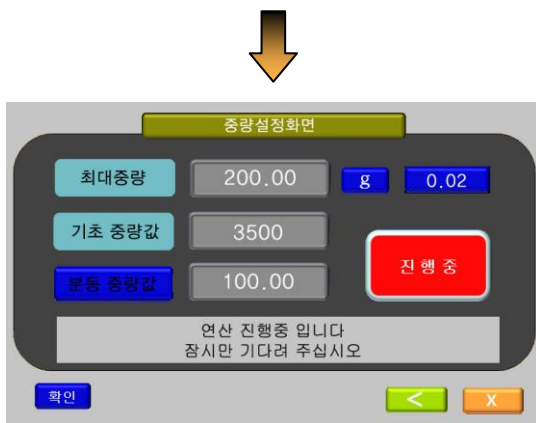 중량설정화면
최대중량 200.00 g 0.02
기초 중량값 3500
진행중
분동 중량값 100.00
연산 진행중 입니다
잠시만 기다려 주십시오
확인 < X